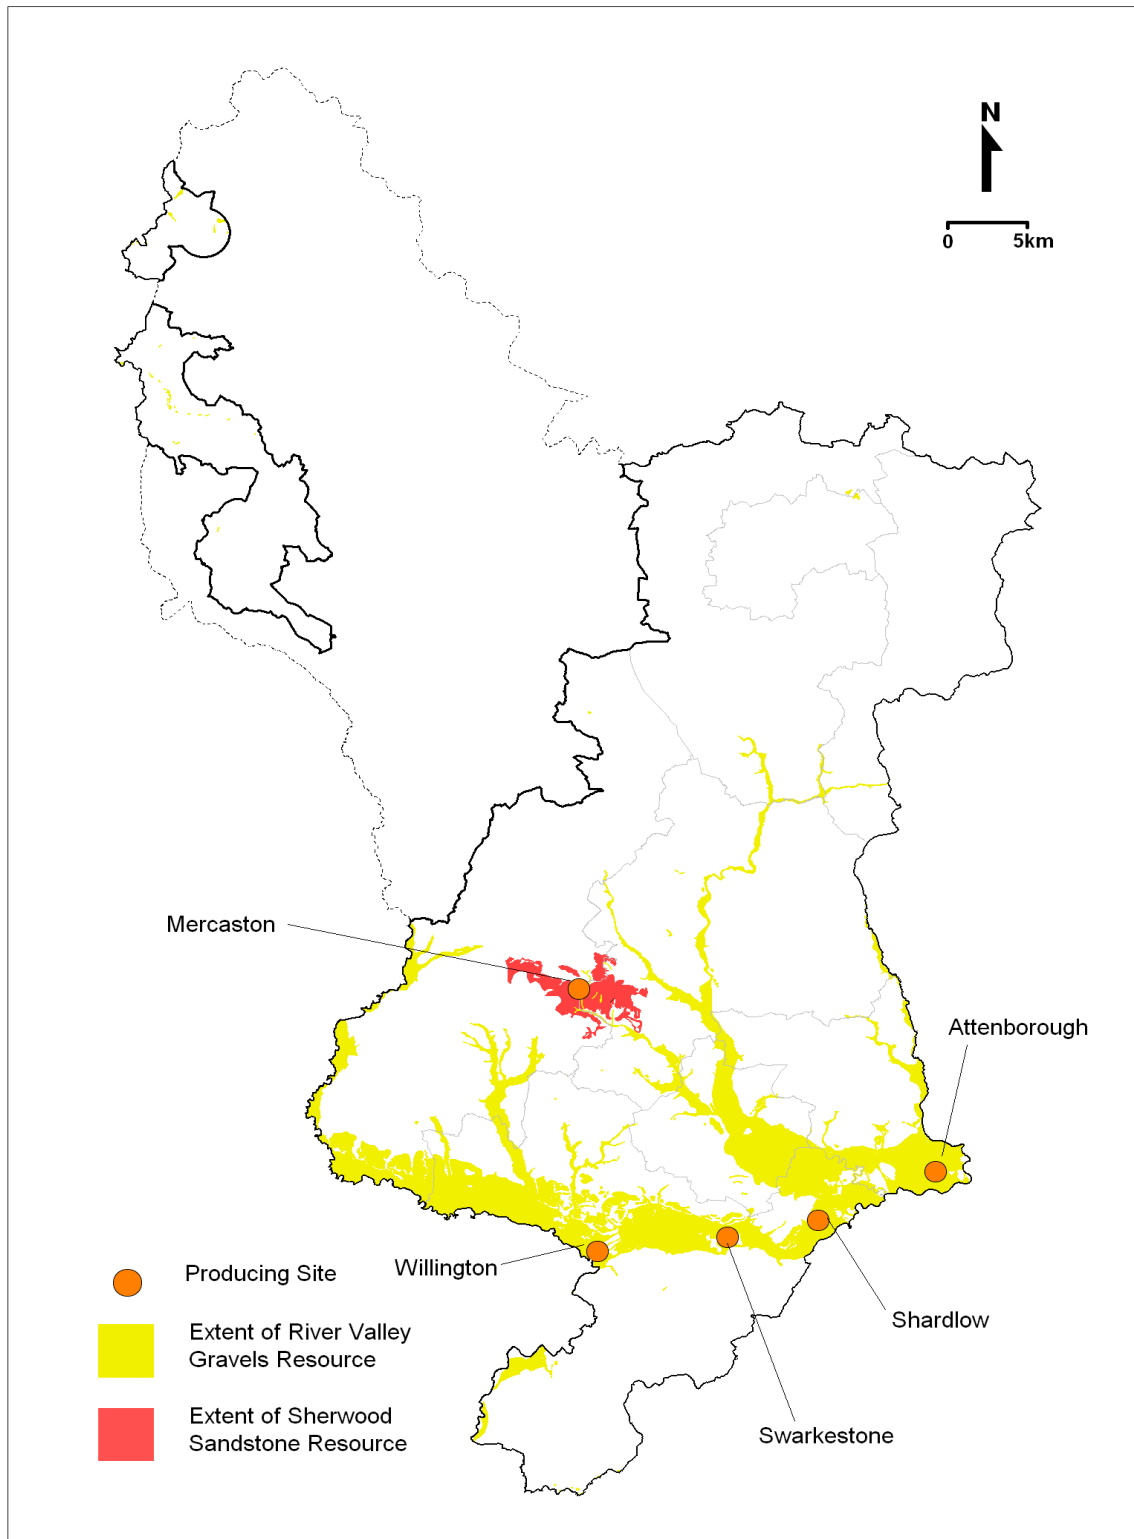 N
0 5km
Mercaston
Attenborough
Willington
Producing Site
Shardlow
Extent of River Valley
Gravels Resource
Extent of Sherwood
Sandstone Resource
Swarkestone